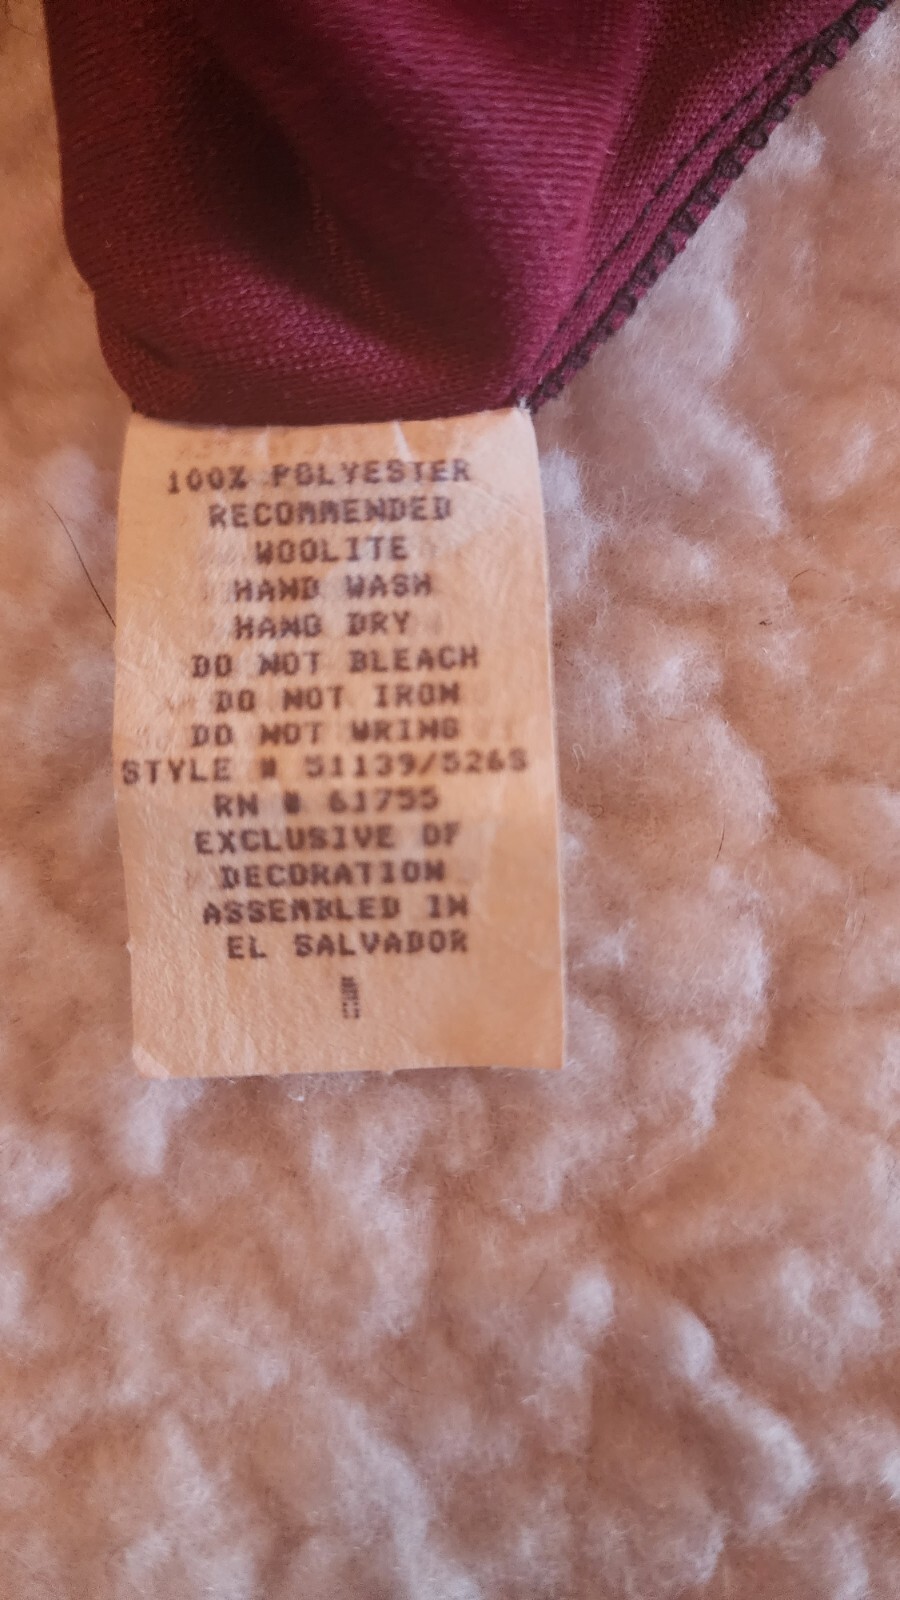 100% POLYESTER
RECOMMENDED
WOOLITE
HAND WASH
HANG DRY
DO NOT BLEACH
DO NOT IRON
DO NOT WRING
STYLE # 51139/526S
RN # 61755
EXCLUSIVE OF
DECORATION
ASSEMBLED IN
EL SALVADOR